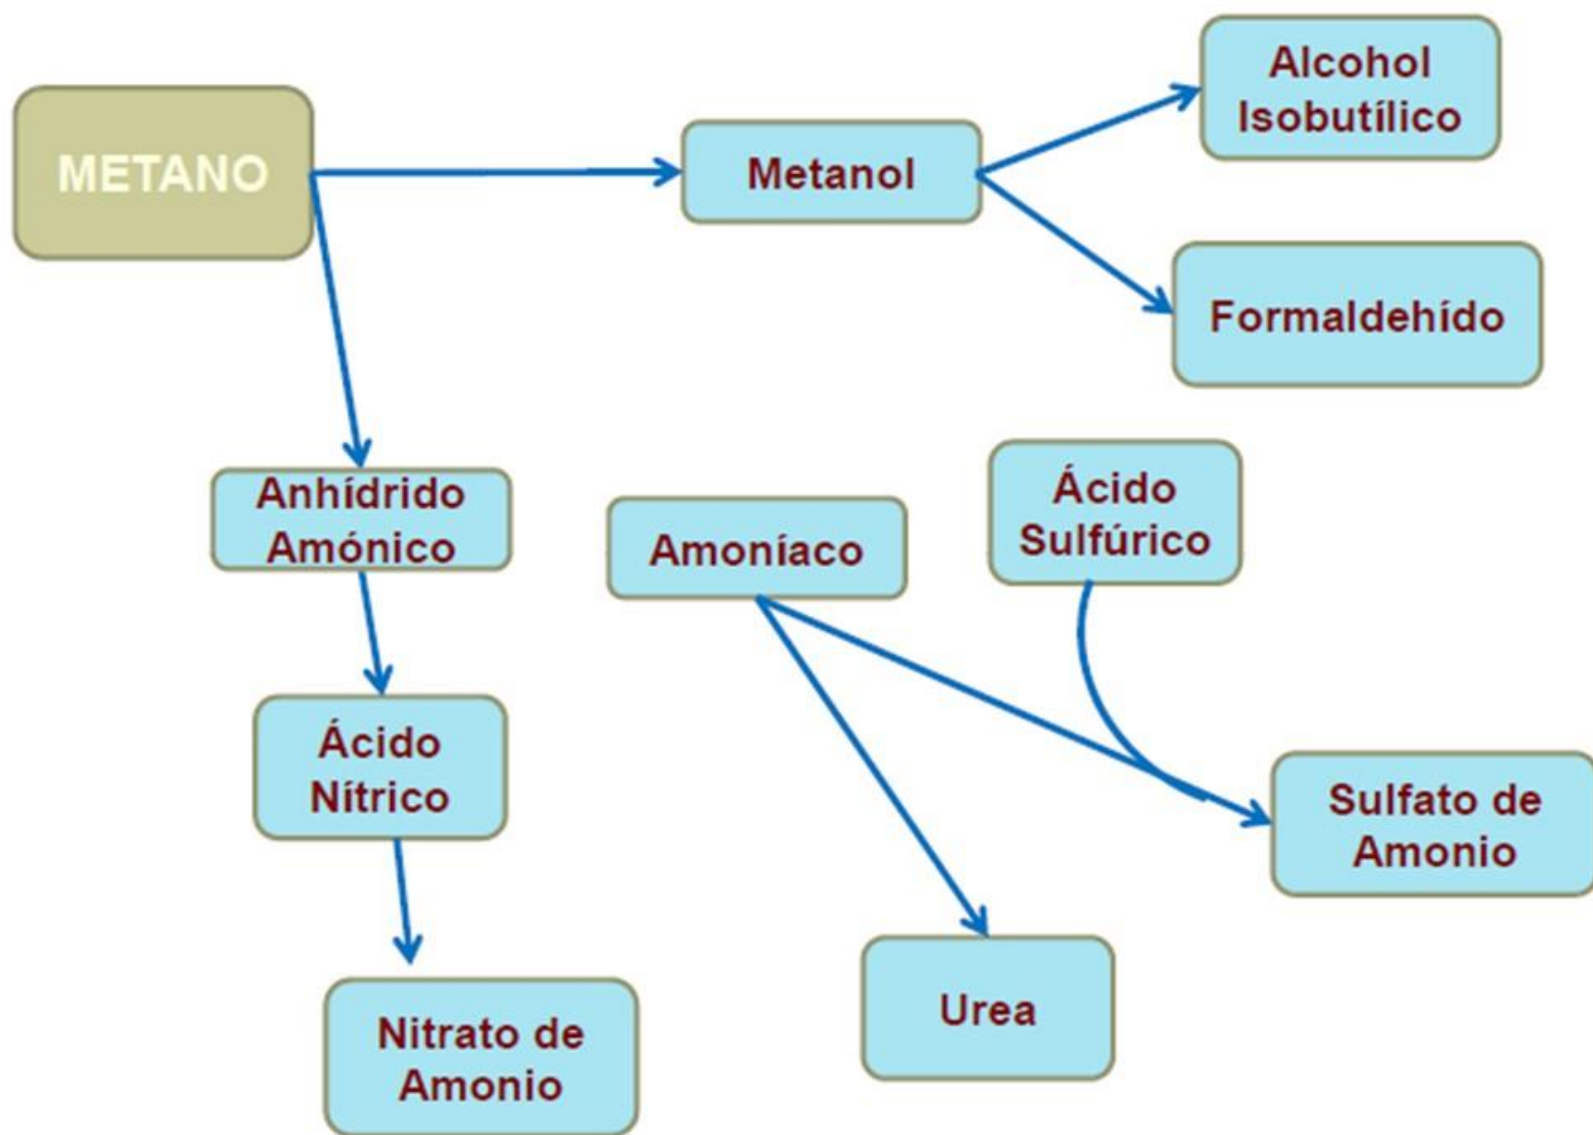 METANO
Metanol
Alcohol
Isobutílico
Formaldehído
Anhídrido
Amónico
Amoníaco
Ácido
Sulfúrico
Ácido
Nítrico
Sulfato de
Amonio
Nitrato de
Amonio
Urea